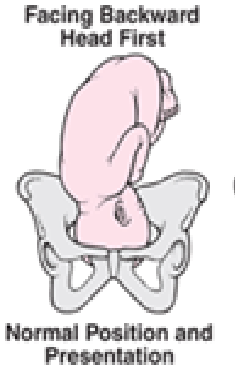 Facing Backward
Head First
Normal Position and
Presentation